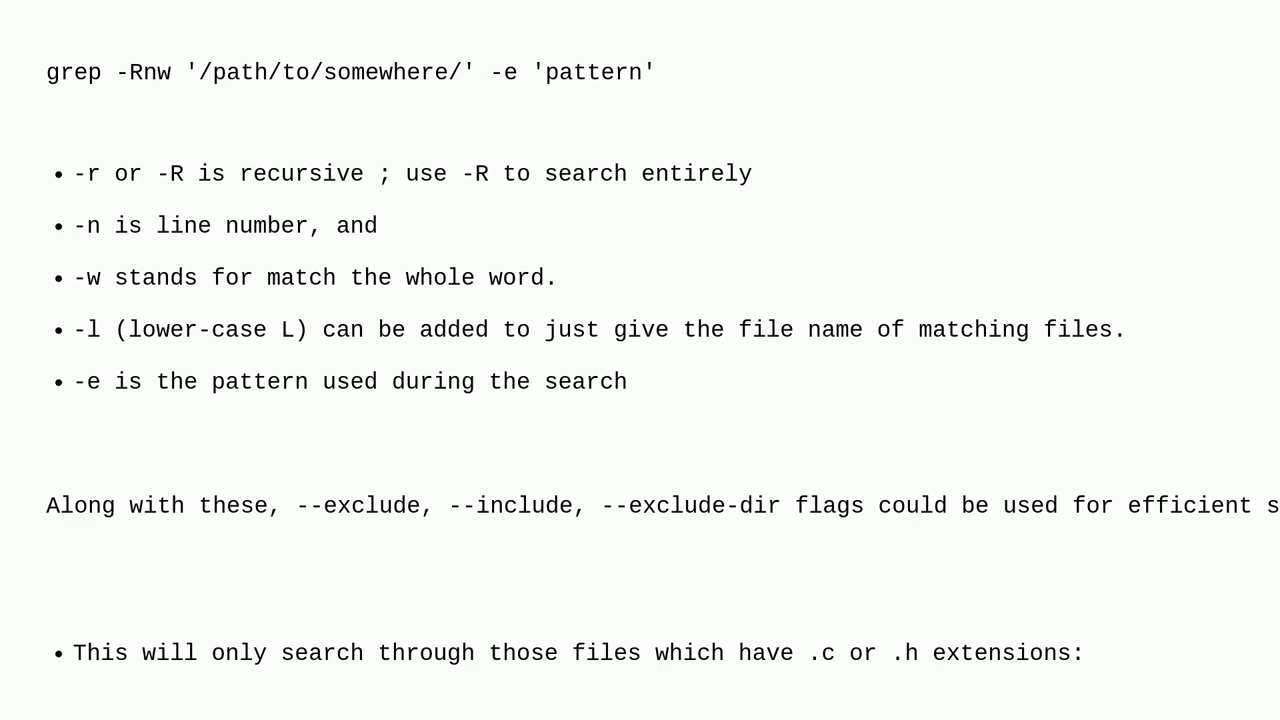 grep -Rnw '/path/to/somewhere/' -e 'pattern'
• -r or -R is recursive ; use -R to search entirely
• -n is line number, and
• -w stands for match the whole word.
• -l (lower-case L) can be added to just give the file name of matching files.
• -e is the pattern used during the search
Along with these, --exclude, --include, --exclude-dir flags could be used for efficient s
• This will only search through those files which have .c or .h extensions: